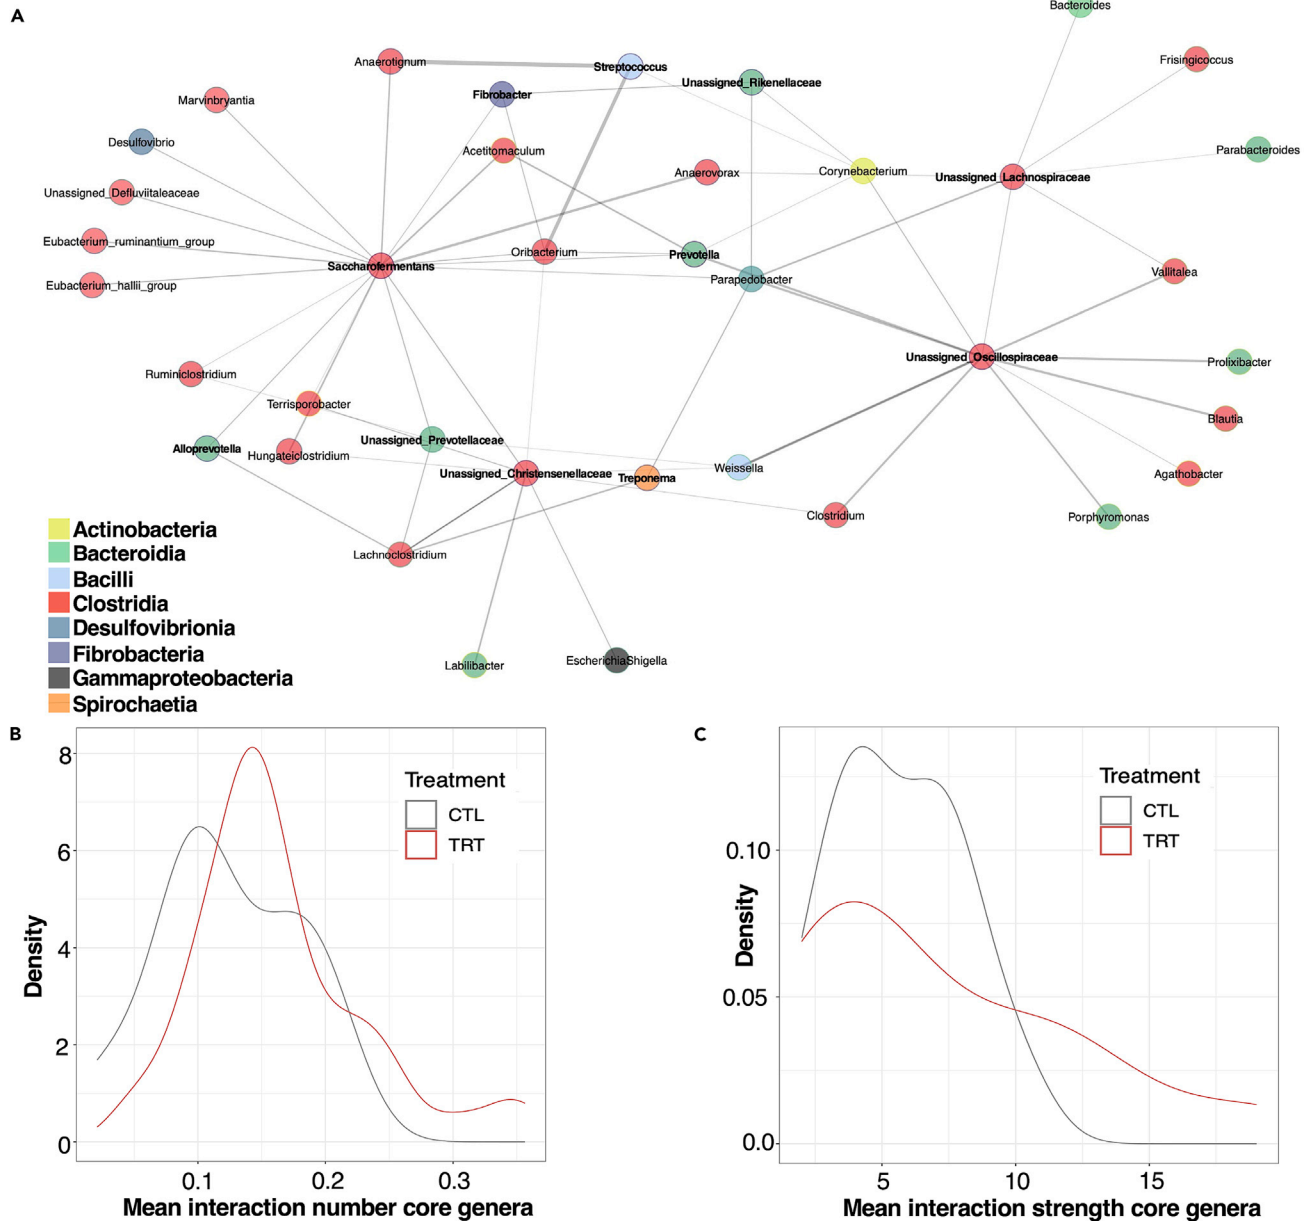 A
Bacteroides
Anaerotignum
Streptococcus
Frisingicoccus
Unassigned_Rikenellaceae
Fibrobacter
Marvinbryantia
Desulfovibrio
Acetitomaculum
Parabacteroides
Anaerovorax
Corynebacterium
Unassigned_Lachnospiraceae
Unassigned_Defluviitaleaceae
Eubacterium_ruminantium_group
Oribacterium
Prevotella
Saccharofermentans
Vallitalea
Parapedobacter
Eubacterium_hallii_group
Unassigned_Oscillospiraceae
Prolixibacter
Ruminiclostridium
Terrisporobacter
Blautia
Unassigned_Prevotellaceae
Alloprevotella
Hungateiclostridium
Unassigned_Christensenellaceae
Treponema
Weissella
Agathobacter
Clostridium
Porphyromonas
Lachnoclostridium
Labilibacter
EscherichiaShigella
Actinobacteria
Bacteroidia
Bacilli
Clostridia
Desulfovibrionia
Fibrobacteria
Gammaproteobacteria
Spirochaetia
B
8
6
4
2
0
Density
0.1
0.2
0.3
Mean interaction number core genera
Treatment
CTL
TRT
C
0.10
0.05
0.0
Density
5
10
15
Mean interaction strength core genera
Treatment
CTL
TRT